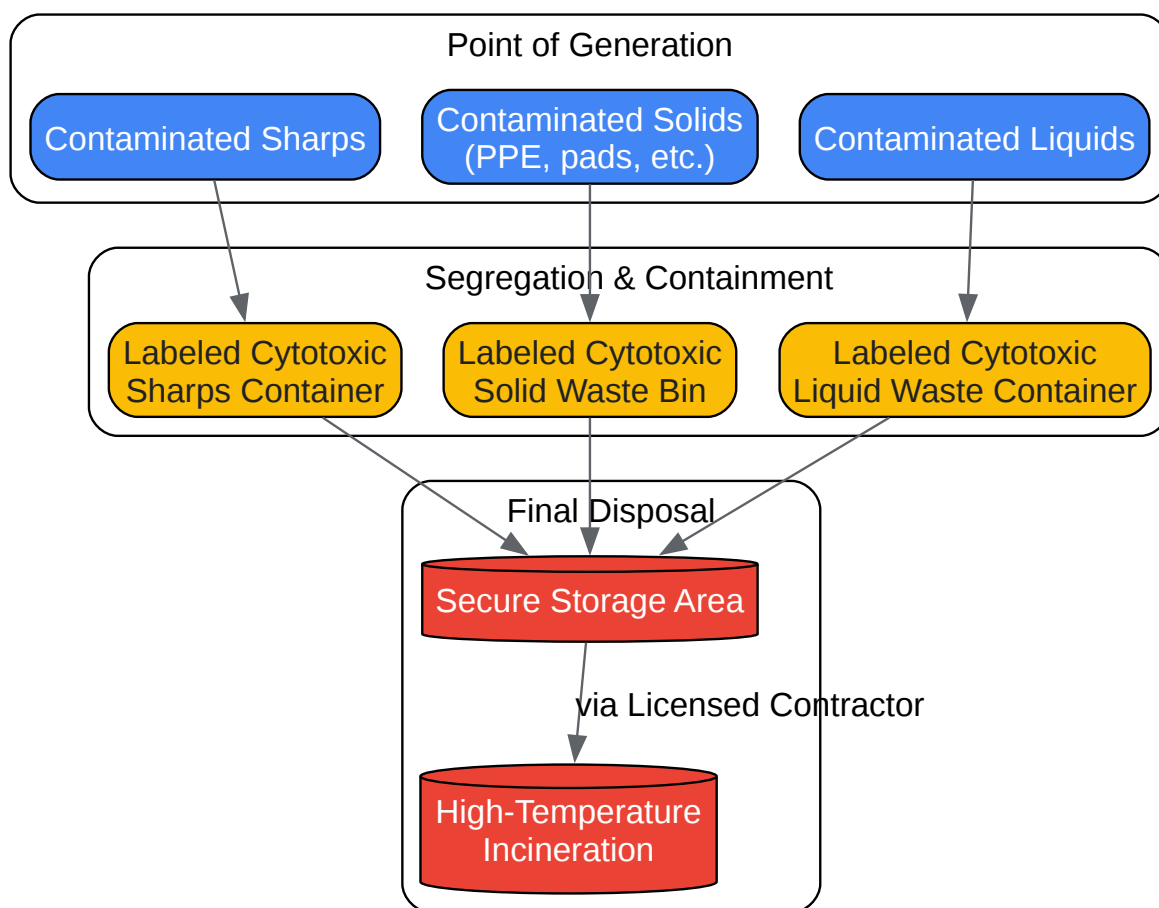 Point of Generation
Contaminated Sharps
Contaminated Solids
(PPE, pads, etc.)
Contaminated Liquids
Segregation & Containment
Labeled Cytotoxic
Sharps Container
Labeled Cytotoxic
Solid Waste Bin
Labeled Cytotoxic
Liquid Waste Container
Final Disposal
Secure Storage Area
via Licensed Contractor
High-Temperature
Incineration